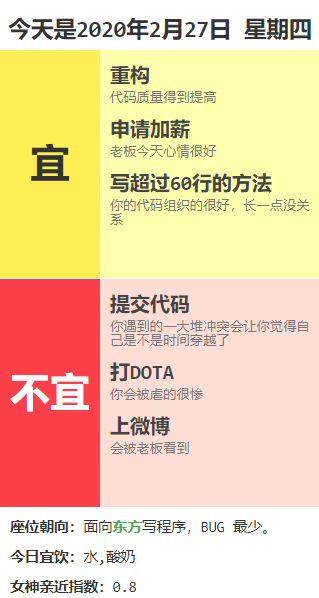 今天是2020年2月27日 星期四
宜
重构
代码质量得到提高
申请加薪
老板今天心情很好
写超过60行的方法
你的代码组织的很好，长一点没关
系
不宜
提交代码
你遇到的一大堆冲突会让你觉得自
己是不是时间穿越了
打DOTA
你会被虐的很惨
上微博
会被老板看到
座位朝向：面向东方写程序，BUG 最少。
今日宜饮：水,酸奶
女神亲近指数：0.8